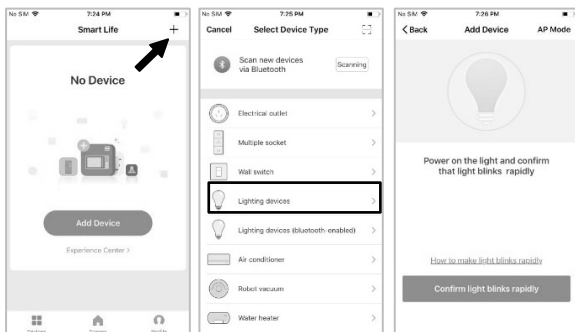 No SIM 7:24 PM
Smart Life
+
No Device
Add Device
Experience Center >
Profile
No SIM 7:25 PM
Cancel Select Device Type
Scan new devices
via Bluetooth
Scanning
Electrical outlet
Multiple socket
Wall switch
Lighting devices
Lighting devices (bluetooth-enabled)
Air conditioner
Robot vacuum
Water heater
No SIM 7:26 PM
< Back Add Device AP Mode
Power on the light and confirm
that light blinks rapidly
How to make light blinks rapidly
Confirm light blinks rapidly